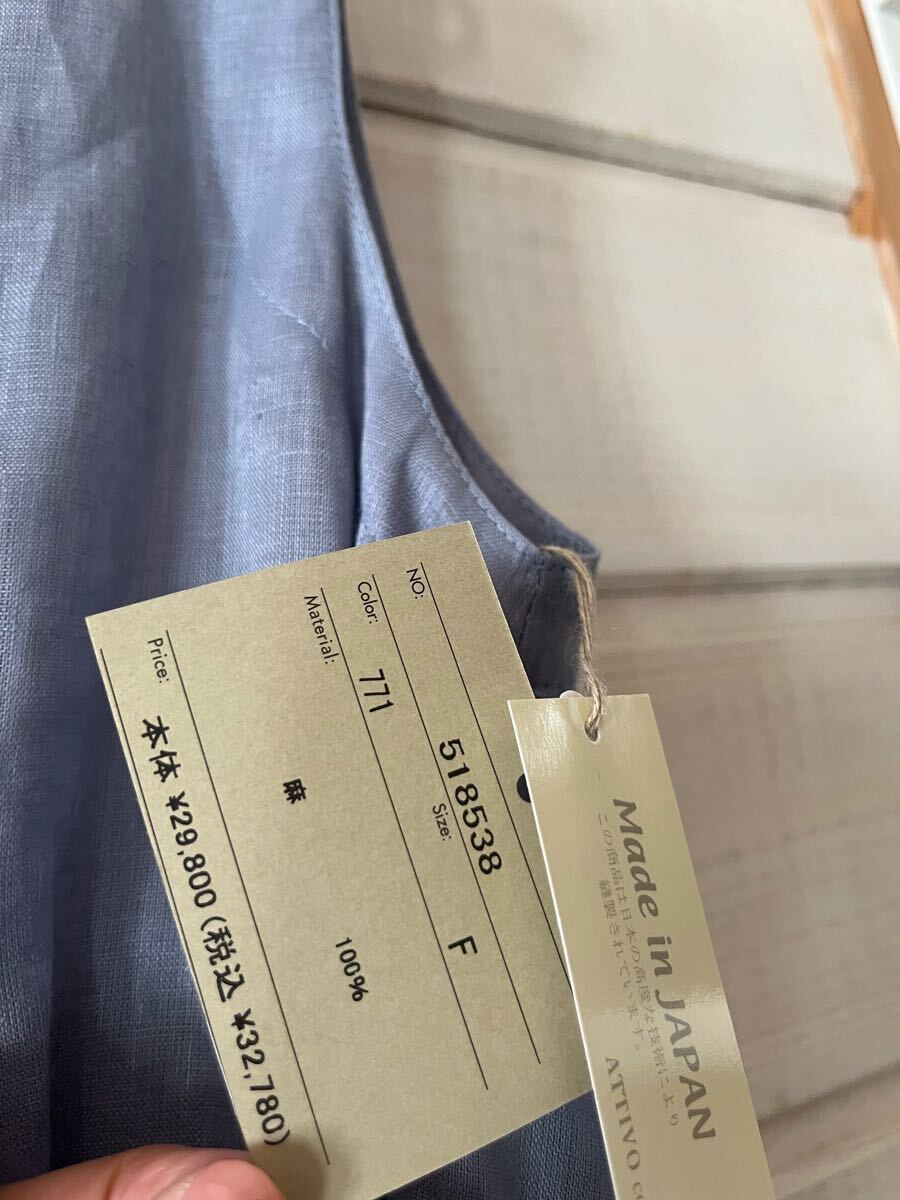 NO: 518538
Color: 771 Size: F
Material: 麻 100%
Price: 本体 ¥29,800(税込 ¥32,780)
Made in JAPAN
この商品は日本の高度な技術により
縫製されています。
ATTIVO